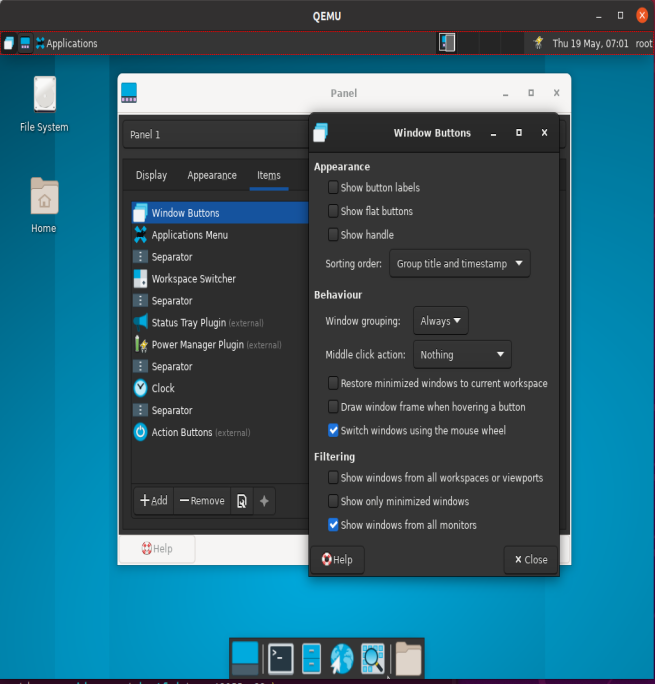 QEMU
Applications
Thu 19 May, 07:01 root
File System
Home
Panel
Panel 1
Display Appearance Items
Window Buttons
Applications Menu
Separator
Workspace Switcher
Separator
Status Tray Plugin (external)
Power Manager Plugin (external)
Separator
Clock
Separator
Action Buttons (external)
Add Remove
Help
Window Buttons
Appearance
Show button labels
Show flat buttons
Show handle
Sorting order: Group title and timestamp
Behaviour
Window grouping: Always
Middle click action: Nothing
Restore minimized windows to current workspace
Draw window frame when hovering a button
Switch windows using the mouse wheel
Filtering
Show windows from all workspaces or viewports
Show only minimized windows
Show windows from all monitors
Help Close